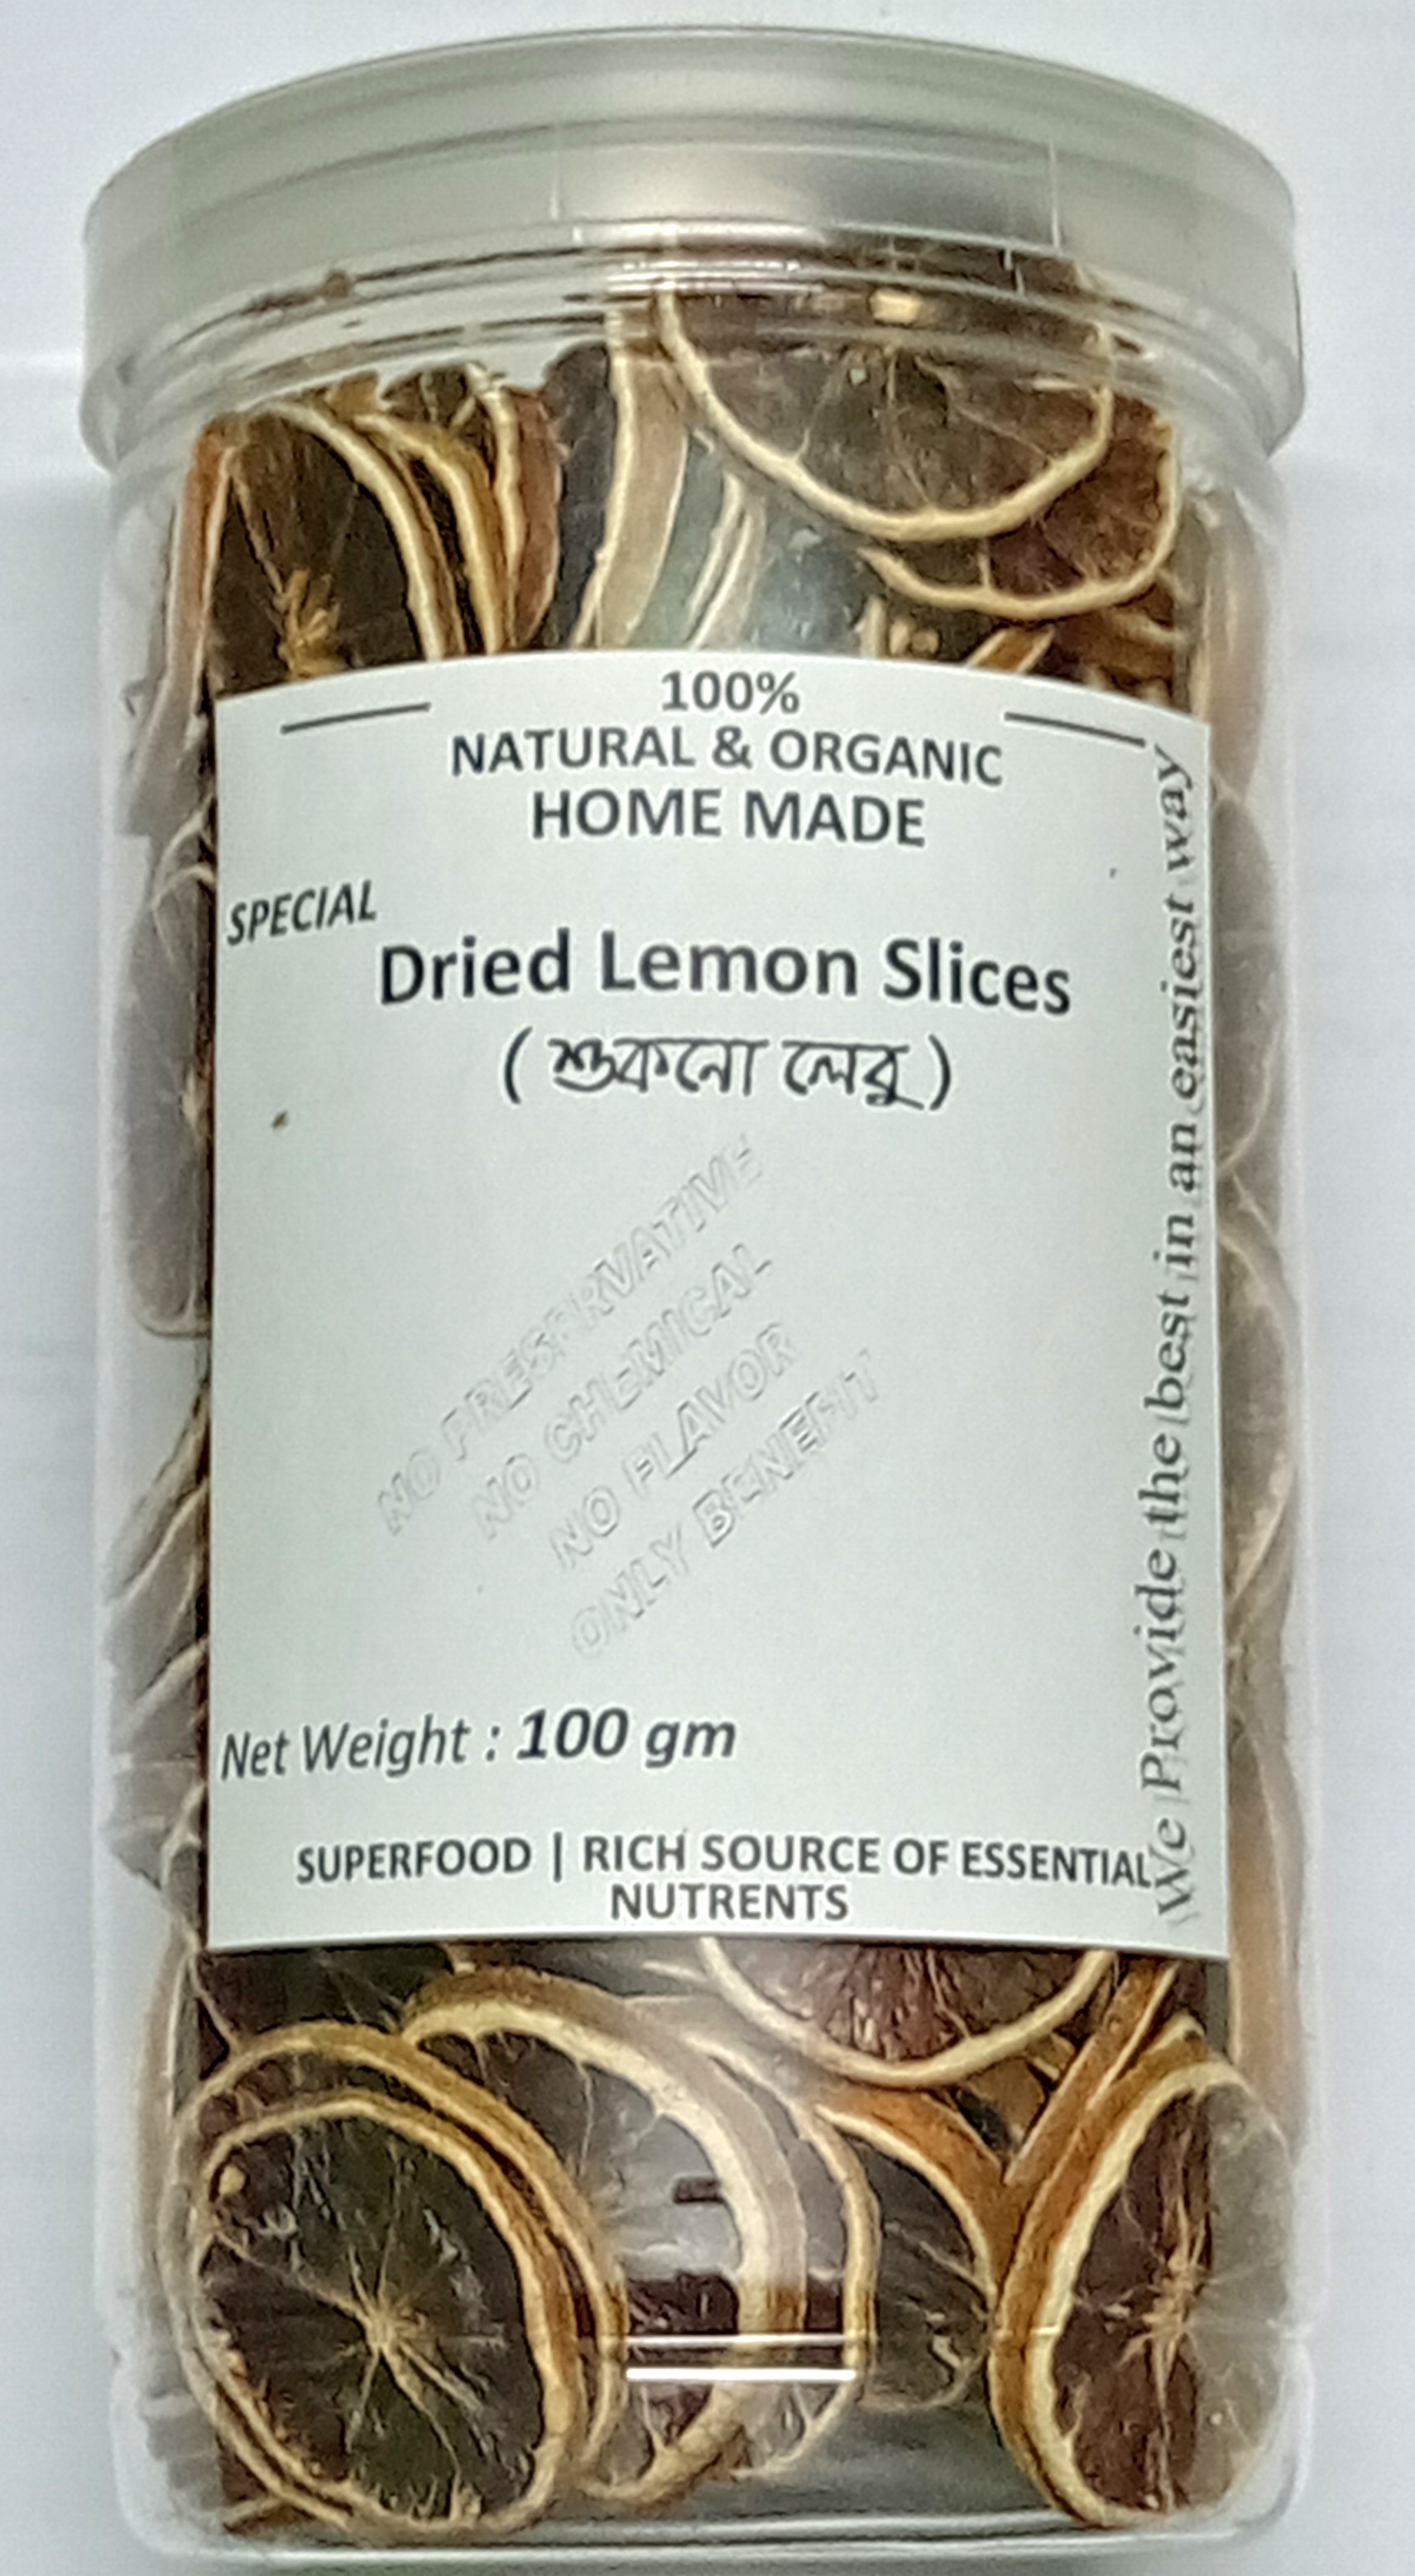 100%
NATURAL & ORGANIC
HOME MADE
SPECIAL
Dried Lemon Slices
( শুকনো লেবু )
NO PRESERVATIVE
NO CHEMICAL
NO FLAVOR
ONLY BENEFIT
Net Weight : 100 gm
SUPERFOOD | RICH SOURCE OF ESSENTIAL
NUTRENTS
We Provide the best in an easiest way